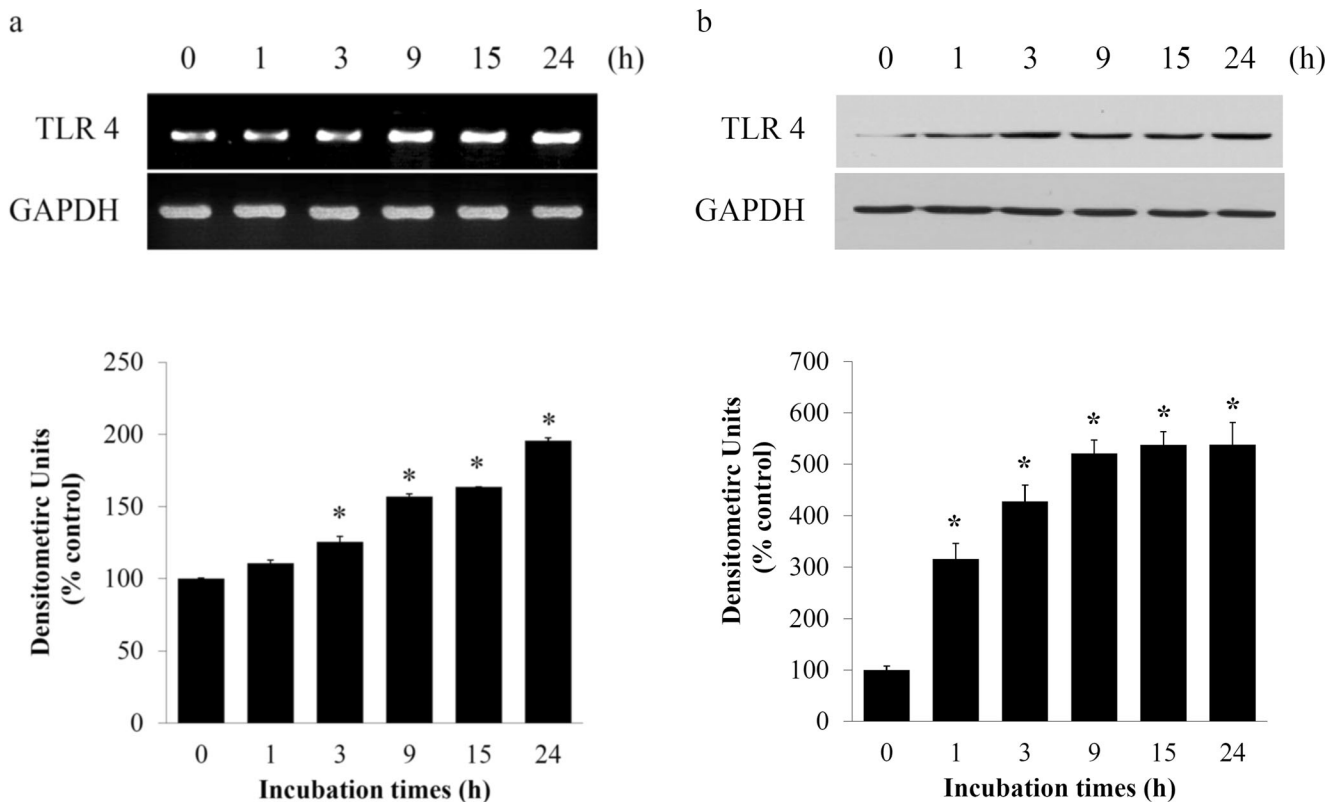 a
0 1 3 9 15 24 (h)
TLR 4
GAPDH
250
200
150
100
50
0
* * * *
0 1 3 9 15 24
Densitometirc Units
(% control)
Incubation times (h)
b
0 1 3 9 15 24 (h)
TLR 4
GAPDH
700
600
500
400
300
200
100
0
* * * * *
0 1 3 9 15 24
Densitometirc Units
(% control)
Incubation times (h)